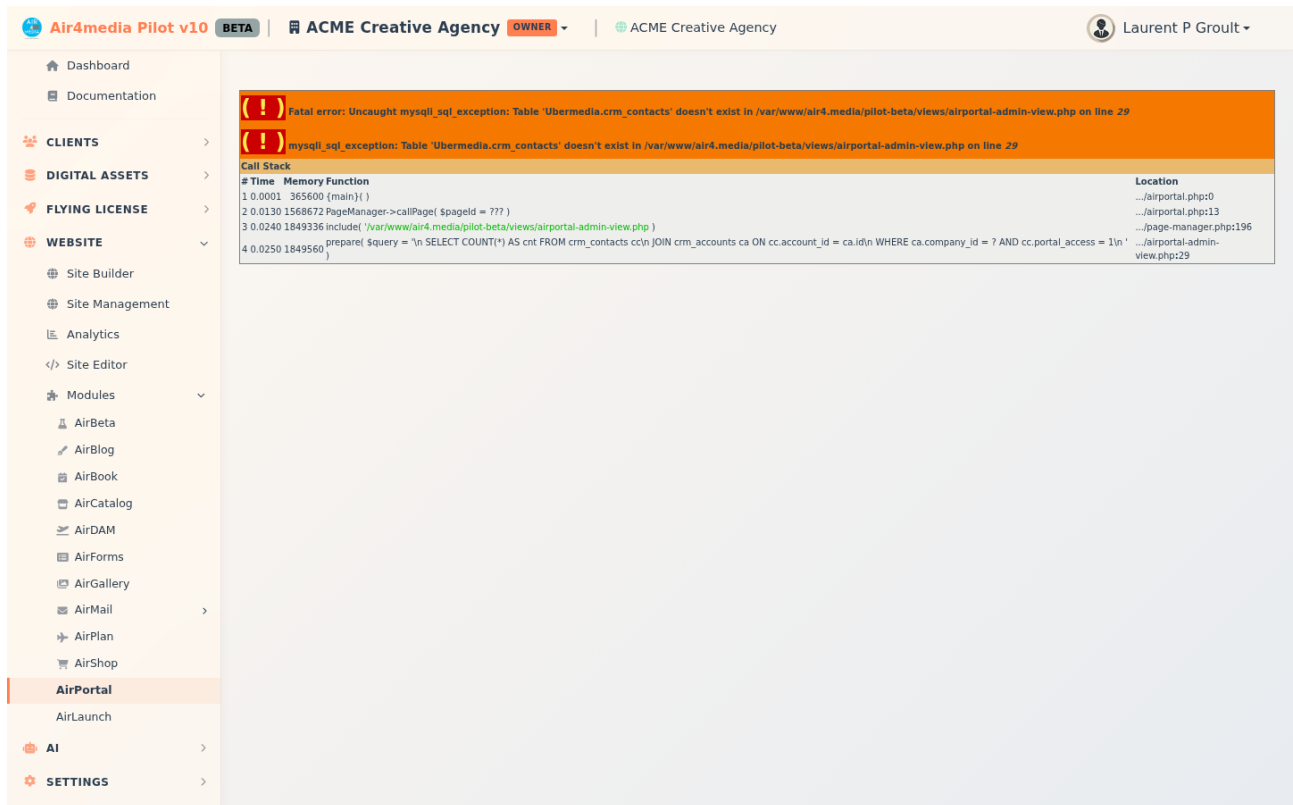 Air4media Pilot v10 BETA | ACME Creative Agency OWNER | ACME Creative Agency Laurent P Groult
Dashboard
Documentation
CLIENTS
DIGITAL ASSETS
FLYING LICENSE
WEBSITE
Site Builder
Site Management
Analytics
Site Editor
Modules
AirBeta
AirBlog
AirBook
AirCatalog
AirDAM
AirForms
AirGallery
AirMail
AirPlan
AirShop
AirPortal
AirLaunch
AI
SETTINGS
( ! ) Fatal error: Uncaught mysqli_sql_exception: Table 'Ubermedia.crm_contacts' doesn't exist in /var/www/air4.media/pilot-beta/views/airportal-admin-view.php on line 29
( ! ) mysqli_sql_exception: Table 'Ubermedia.crm_contacts' doesn't exist in /var/www/air4.media/pilot-beta/views/airportal-admin-view.php on line 29
Call Stack
# Time Memory Function Location
1 0.0001 365600 {main}( ) .../airportal.php:0
2 0.0130 1568672 PageManager->callPage( $pageId = ??? ) .../airportal.php:13
3 0.0240 1849336 include( '/var/www/air4.media/pilot-beta/views/airportal-admin-view.php ) .../page-manager.php:196
4 0.0250 1849560 prepare( $query = '\n SELECT COUNT(*) AS cnt FROM crm_contacts cc\n JOIN crm_accounts ca ON cc.account_id = ca.id\n WHERE ca.company_id = ? AND cc.portal_access = 1\n '
) .../airportal-admin-
view.php:29